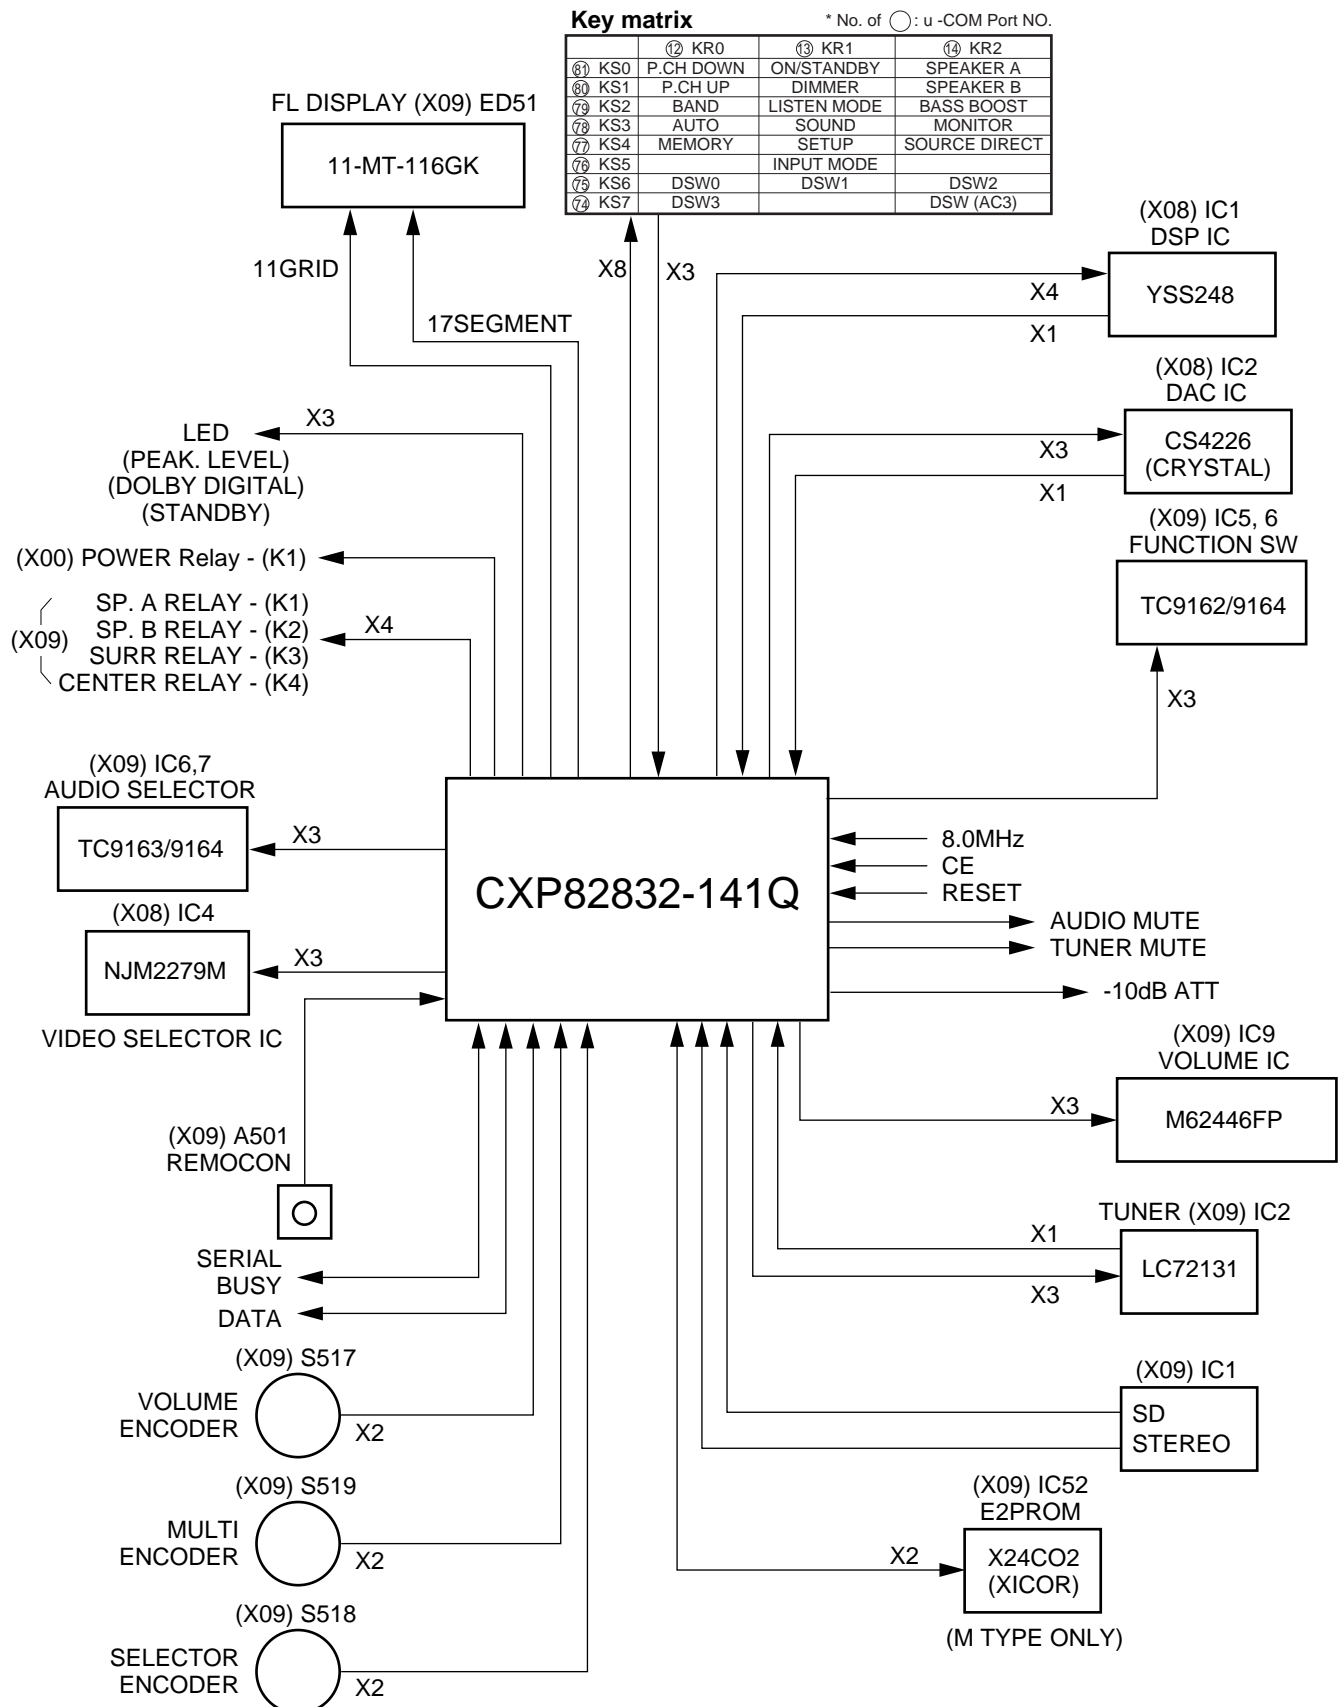 Key matrix
* No. of ◯ : u -COM Port NO.
⑫ KR0 ⑬ KR1 ⑭ KR2
81 KS0 P.CH DOWN ON/STANDBY SPEAKER A
80 KS1 P.CH UP DIMMER SPEAKER B
79 KS2 BAND LISTEN MODE BASS BOOST
78 KS3 AUTO SOUND MONITOR
77 KS4 MEMORY SETUP SOURCE DIRECT
76 KS5 INPUT MODE
75 KS6 DSW0 DSW1 DSW2
74 KS7 DSW3 DSW (AC3)
FL DISPLAY (X09) ED51
11-MT-116GK
11GRID
17SEGMENT
X8
X3
(X08) IC1
DSP IC
YSS248
X4
X1
(X08) IC2
DAC IC
CS4226
(CRYSTAL)
X3
X1
(X09) IC5, 6
FUNCTION SW
TC9162/9164
X3
X3
LED
(PEAK. LEVEL)
(DOLBY DIGITAL)
(STANDBY)
(X00) POWER Relay - (K1)
(X09)
SP. A RELAY - (K1)
SP. B RELAY - (K2)
SURR RELAY - (K3)
CENTER RELAY - (K4)
X4
(X09) IC6,7
AUDIO SELECTOR
TC9163/9164
X3
(X08) IC4
NJM2279M
X3
VIDEO SELECTOR IC
CXP82832-141Q
8.0MHz
CE
RESET
AUDIO MUTE
TUNER MUTE
-10dB ATT
(X09) IC9
VOLUME IC
M62446FP
X3
(X09) A501
REMOCON
SERIAL
BUSY
DATA
TUNER (X09) IC2
LC72131
X1
X3
(X09) S517
VOLUME
ENCODER
X2
(X09) IC1
SD
STEREO
(X09) S519
MULTI
ENCODER
X2
(X09) IC52
E2PROM
X24CO2
(XICOR)
X2
(M TYPE ONLY)
(X09) S518
SELECTOR
ENCODER
X2